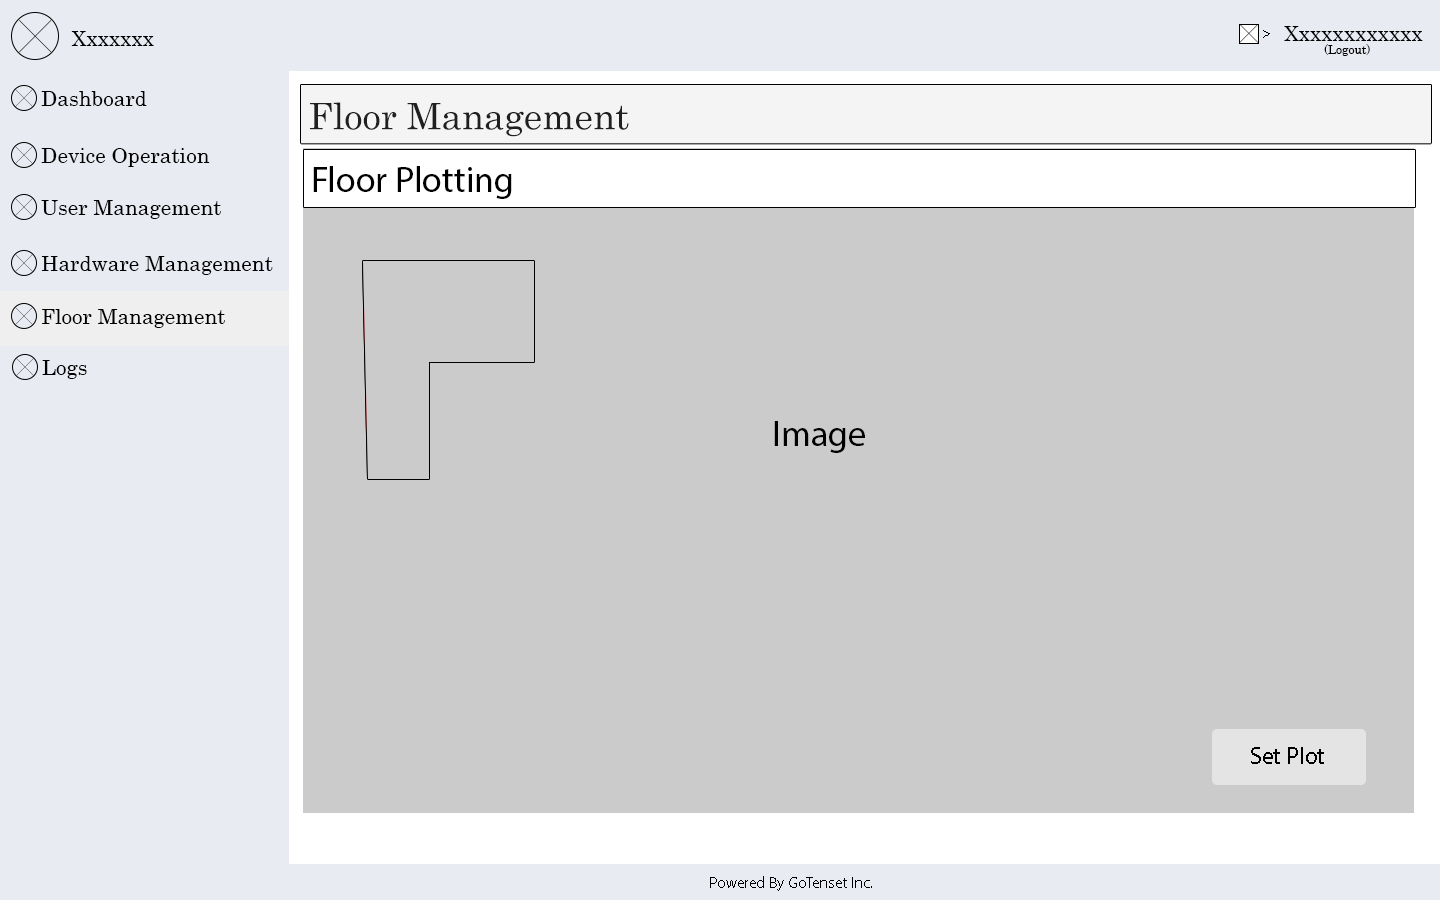 Xxxxxxx
> Xxxxxxxxxxxx
(Logout)
Dashboard
Device Operation
User Management
Hardware Management
Floor Management
Logs
Floor Management
Floor Plotting
Image
Set Plot
Powered By GoTenset Inc.